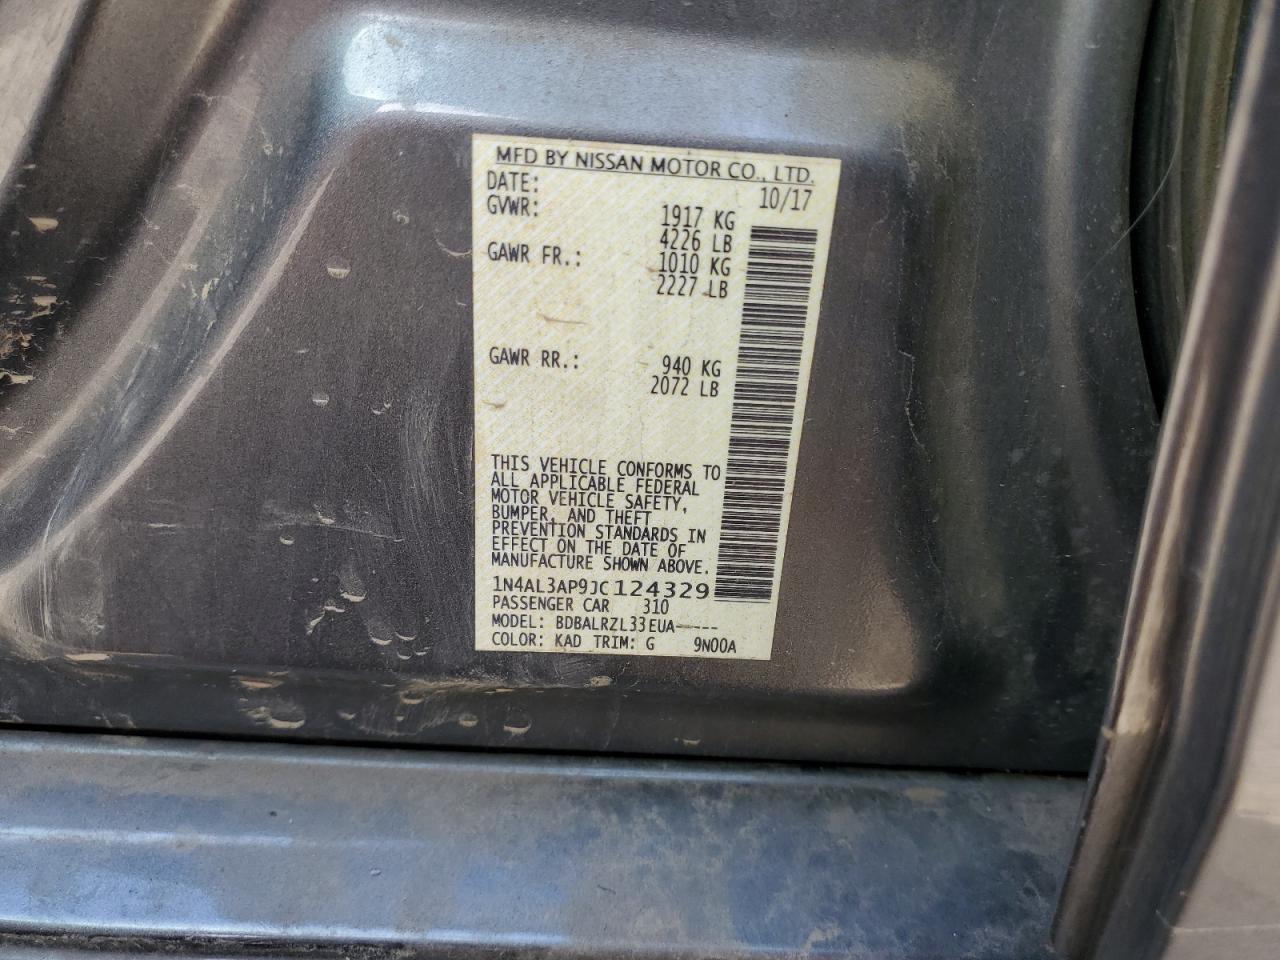 MFD BY NISSAN MOTOR CO., LTD.
DATE: 10/17
GVWR: 1917 KG
4226 LB
GAWR FR.: 1010 KG
2227 LB
GAWR RR.: 940 KG
2072 LB
THIS VEHICLE CONFORMS TO
ALL APPLICABLE FEDERAL
MOTOR VEHICLE SAFETY,
BUMPER, AND THEFT
PREVENTION STANDARDS IN
EFFECT ON THE DATE OF
MANUFACTURE SHOWN ABOVE.
1N4AL3AP9JC124329
PASSENGER CAR 310
MODEL: BDBALRZL33EUA-----
COLOR: KAD TRIM: G 9N00A